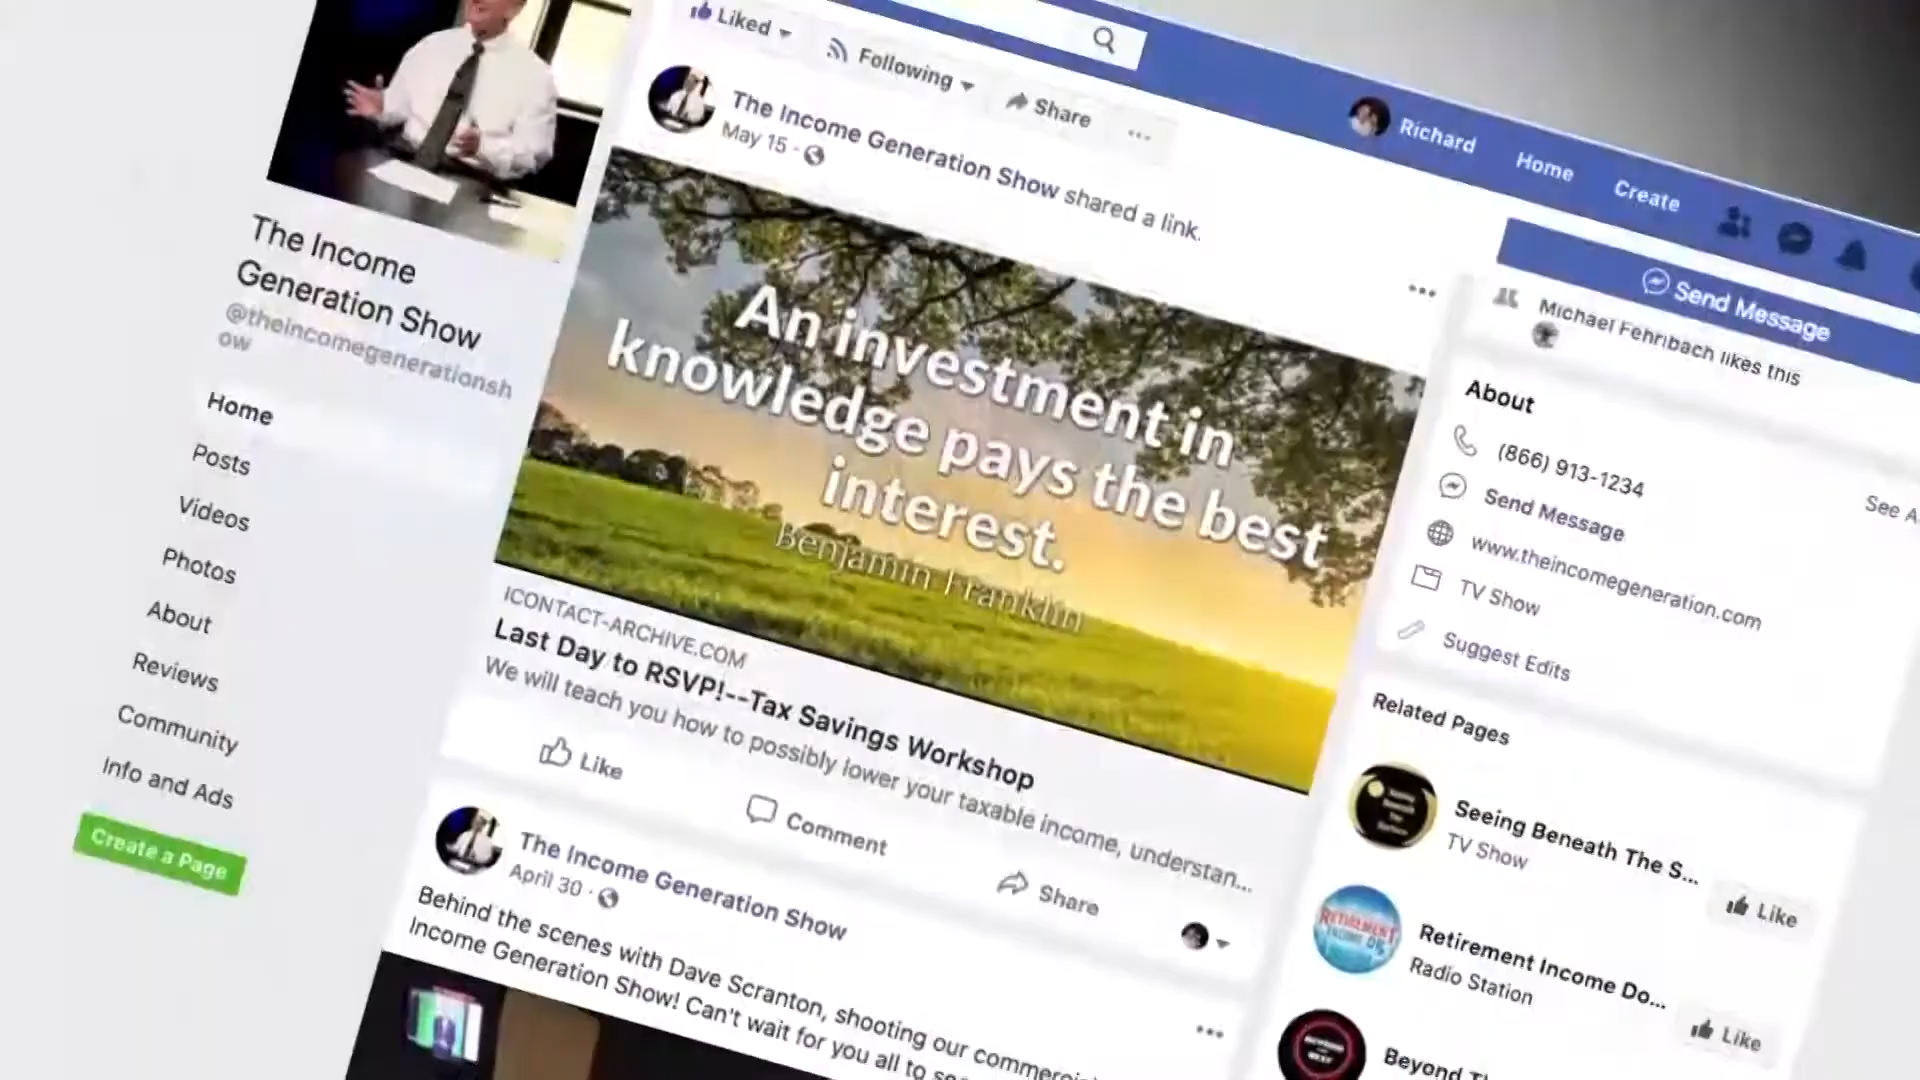 Liked
Following
Share
Richard
Home
Create
The Income Generation Show shared a link.
May 15
An investment in
knowledge pays the best
interest.
Benjamin Franklin
ICONTACT-ARCHIVE.COM
Last Day to RSVP!--Tax Savings Workshop
We will teach you how to possibly lower your taxable income, understan...
Like
Comment
Share
The Income Generation Show
April 30
Behind the scenes with Dave Scranton, shooting our
Income Generation Show! Can't wait for you all to
The Income
Generation Show
@theincomegenerationsh
ow
Home
Posts
Videos
Photos
About
Reviews
Community
Info and Ads
Create a Page
Send Message
Michael Fehribach likes this
About
See
(866) 913-1234
Send Message
www.theincomegeneration.com
TV Show
Suggest Edits
Related Pages
Seeing Beneath The S...
TV Show
Like
RETIREMENT
INCOME
Retirement Income Do...
Radio Station
Like
Beyond